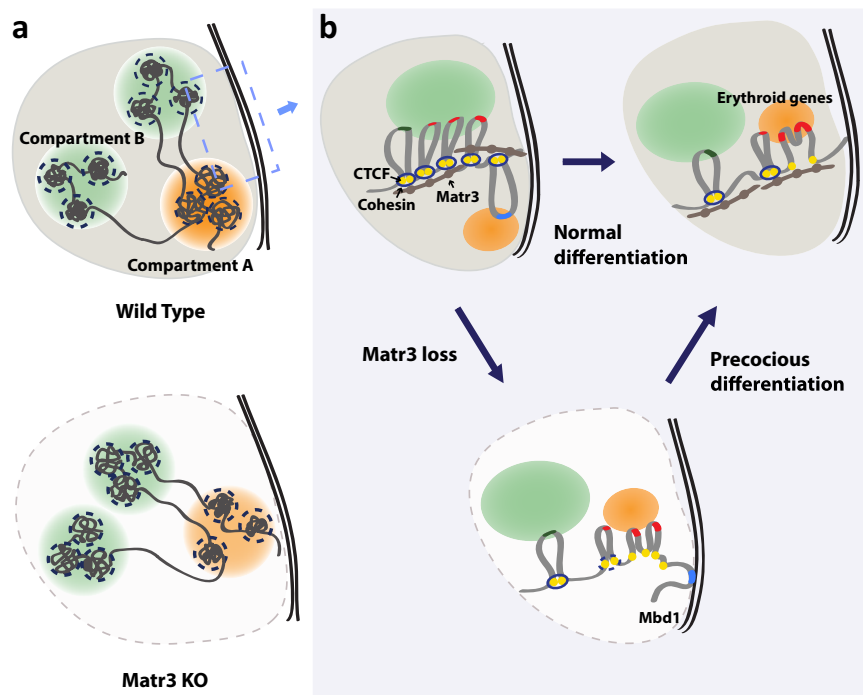 a
Compartment B
Compartment A
Wild Type
Matr3 KO
b
CTCF
Cohesin
Matr3
Erythroid genes
Normal
differentiation
Matr3 loss
Precocious
differentiation
Mbd1